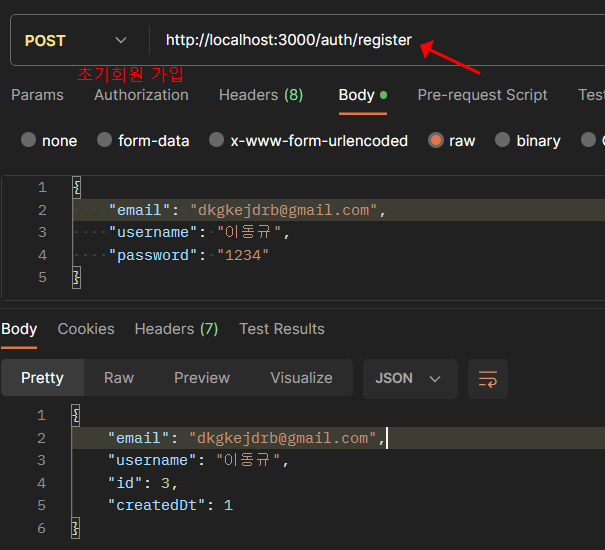 POST http://localhost:3000/auth/register
초기회원 가입
Params Authorization Headers (8) Body Pre-request Script
none form-data x-www-form-urlencoded raw binary
1 {
2 "email": "dkgkejdrb@gmail.com",
3 "username": "이동규",
4 "password": "1234"
5 }
Body Cookies Headers (7) Test Results
Pretty Raw Preview Visualize JSON
1 {
2 "email": "dkgkejdrb@gmail.com",
3 "username": "이동규",
4 "id": 3,
5 "createdDt": 1
6 }